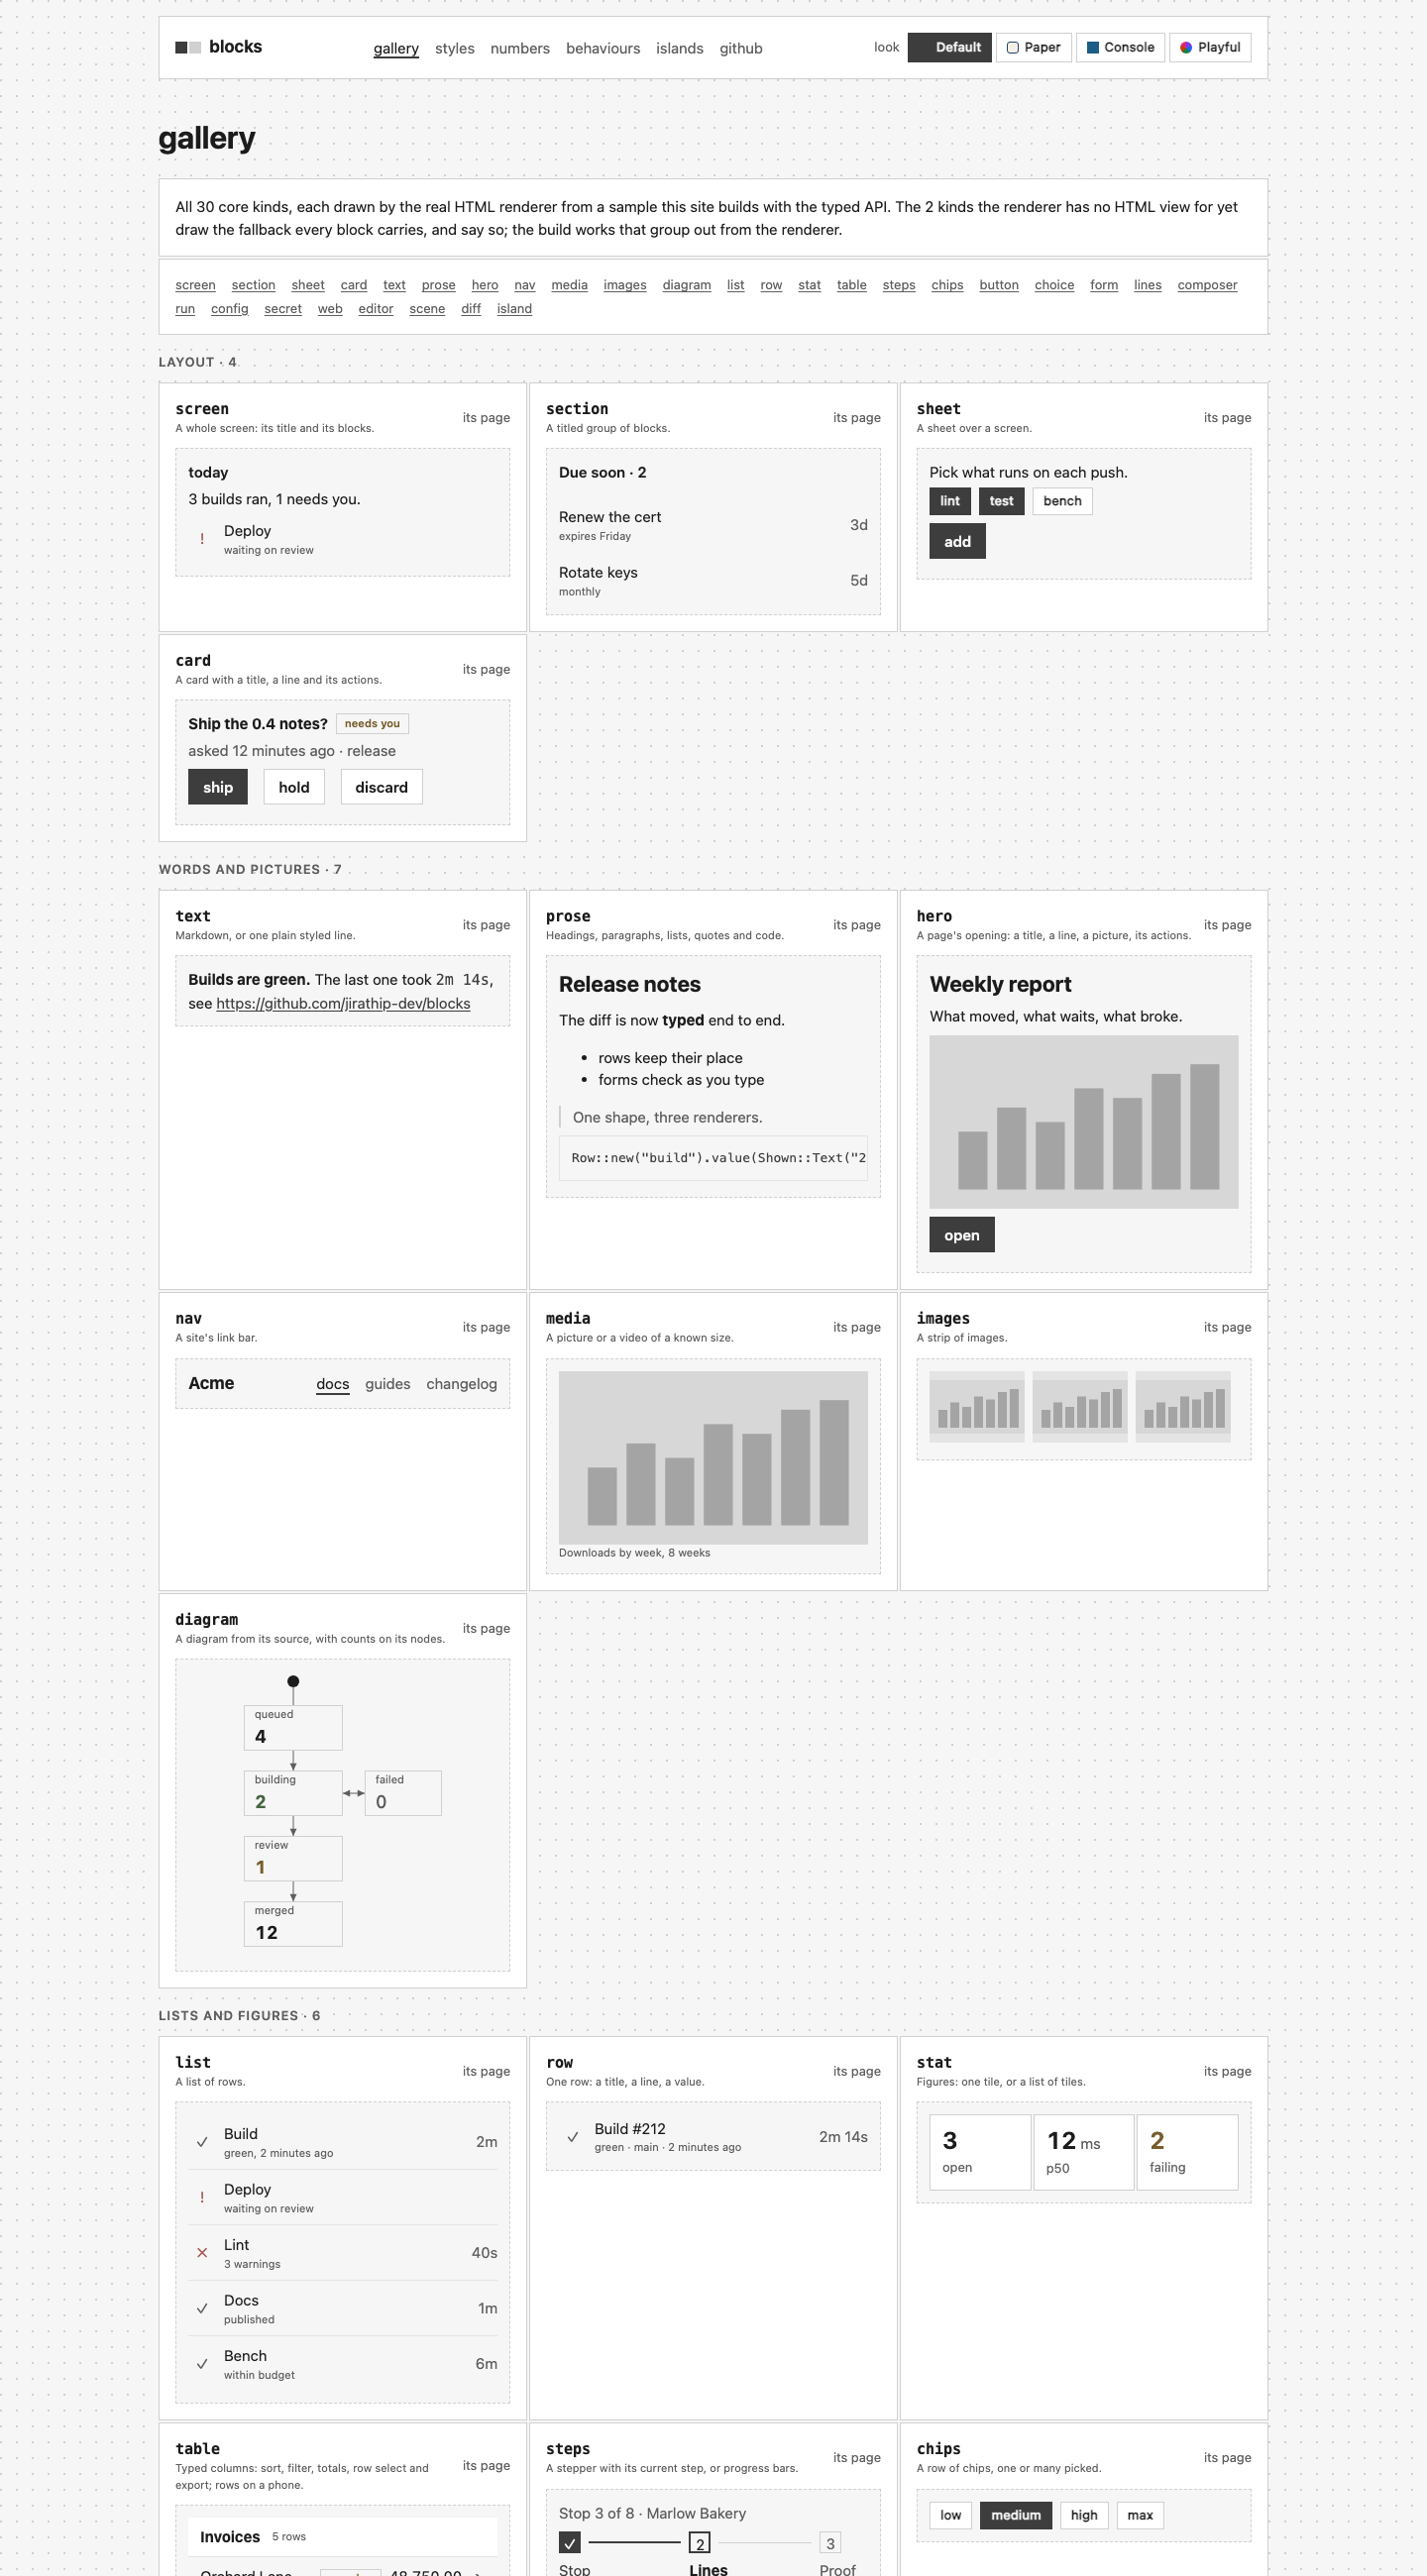 blocks
gallery styles numbers behaviours islands github
look Default Paper Console Playful
gallery
All 30 core kinds, each drawn by the real HTML renderer from a sample this site builds with the typed API. The 2 kinds the renderer has no HTML view for yet
draw the fallback every block carries, and say so; the build works that group out from the renderer.
screen section sheet card text prose hero nav media images diagram list row stat table steps chips button choice form lines composer
run config secret web editor scene diff island
LAYOUT · 4
screen
its page
A whole screen: its title and its blocks.
today
3 builds ran, 1 needs you.
! Deploy
waiting on review
section
its page
A titled group of blocks.
Due soon · 2
Renew the cert
expires Friday
3d
Rotate keys
monthly
5d
sheet
its page
A sheet over a screen.
Pick what runs on each push.
lint test bench
add
card
its page
A card with a title, a line and its actions.
Ship the 0.4 notes? needs you
asked 12 minutes ago · release
ship hold discard
WORDS AND PICTURES · 7
text
its page
Markdown, or one plain styled line.
Builds are green. The last one took 2m 14s,
see https://github.com/jirathip-dev/blocks
prose
its page
Headings, paragraphs, lists, quotes and code.
Release notes
The diff is now typed end to end.
• rows keep their place
• forms check as you type
One shape, three renderers.
Row::new("build").value(Shown::Text("2
hero
its page
A page's opening: a title, a line, a picture, its actions.
Weekly report
What moved, what waits, what broke.
open
nav
its page
A site's link bar.
Acme docs guides changelog
media
its page
A picture or a video of a known size.
Downloads by week, 8 weeks
images
its page
A strip of images.
diagram
its page
A diagram from its source, with counts on its nodes.
queued
4
building
2
failed
0
review
1
merged
12
LISTS AND FIGURES · 6
list
its page
A list of rows.
Build
green, 2 minutes ago
2m
! Deploy
waiting on review
Lint
3 warnings
40s
Docs
published
1m
Bench
within budget
6m
row
its page
One row: a title, a line, a value.
Build #212
green · main · 2 minutes ago
2m 14s
stat
its page
Figures: one tile, or a list of tiles.
3
open
12 ms
p50
2
failing
table
its page
Typed columns: sort, filter, totals, row select and
export; rows on a phone.
Invoices 5 rows
steps
its page
A stepper with its current step, or progress bars.
Stop 3 of 8 · Marlow Bakery
2 3
Stop Lines Proof
chips
its page
A row of chips, one or many picked.
low medium high max